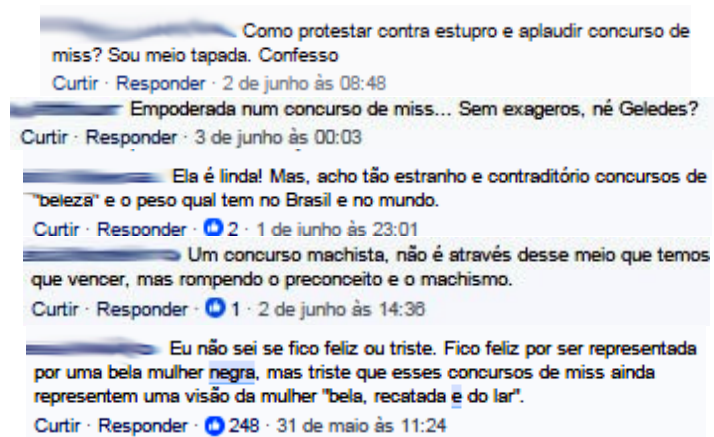 Como protestar contra estupro e aplaudir concurso de
miss? Sou meio tapada. Confesso
Curtir · Responder · 2 de junho às 08:48
Empoderada num concurso de miss... Sem exageros, né Geledes?
Curtir · Responder · 3 de junho às 00:03
Ela é linda! Mas, acho tão estranho e contraditório concursos de
"beleza" e o peso qual tem no Brasil e no mundo.
Curtir · Responder · 2 · 1 de junho às 23:01
Um concurso machista, não é através desse meio que temos
que vencer, mas rompendo o preconceito e o machismo.
Curtir · Responder · 1 · 2 de junho às 14:36
Eu não sei se fico feliz ou triste. Fico feliz por ser representada
por uma bela mulher negra, mas triste que esses concursos de miss ainda
representem uma visão da mulher "bela, recatada e do lar".
Curtir · Responder · 248 · 31 de maio às 11:24